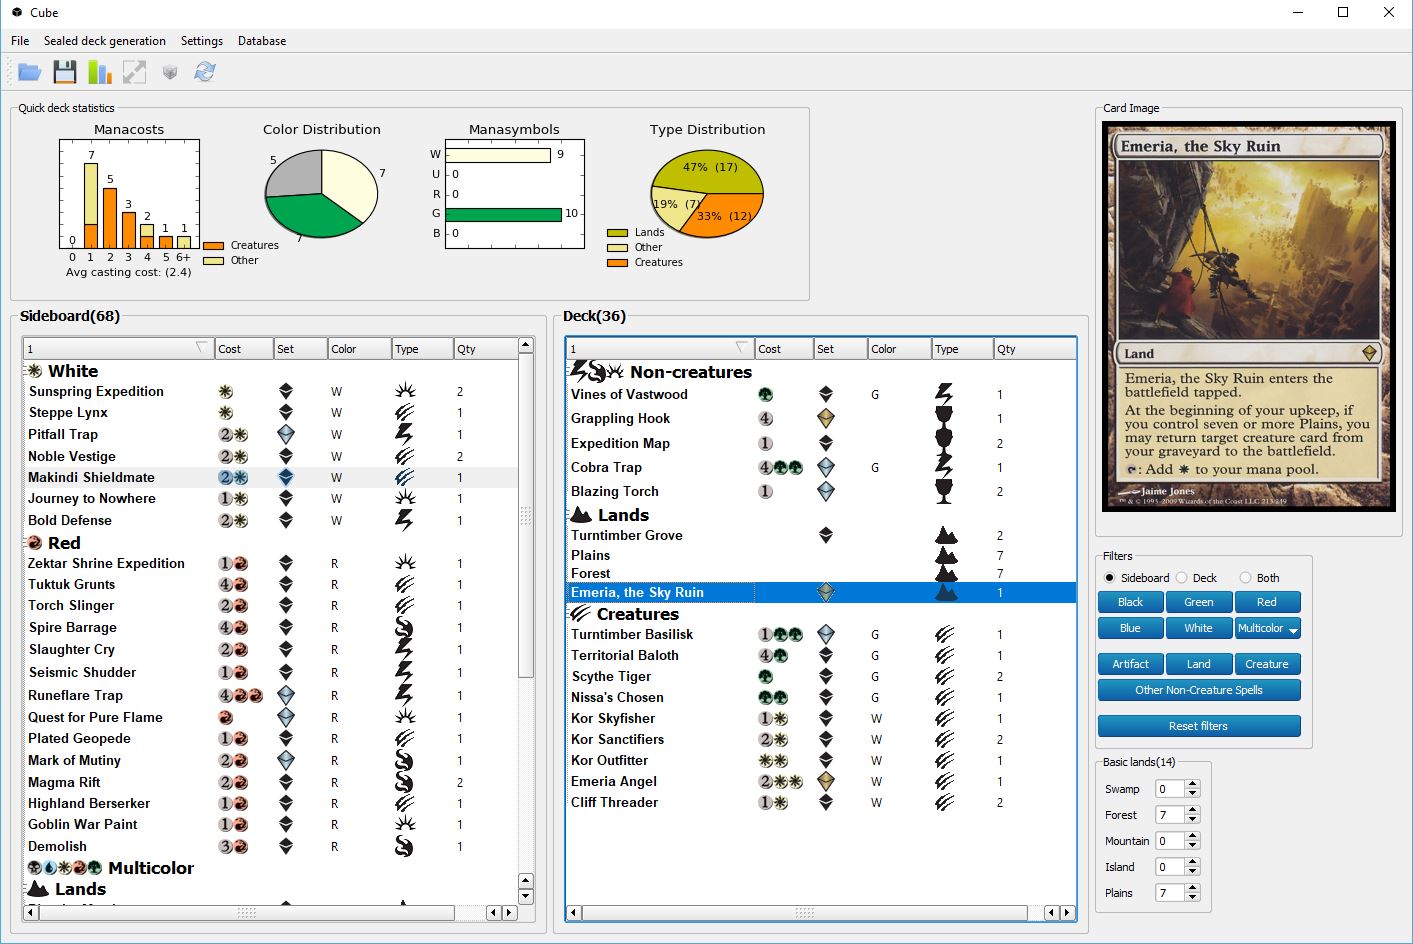 Cube
File Sealed deck generation Settings Database
Quick deck statistics
Manacosts
7
5
3
2
1
1
0
0 1 2 3 4 5 6+
Avg casting cost: (2.4)
Creatures
Other
Color Distribution
5
7
7
Manasymbols
W 9
U 0
R 0
G 10
B 0
Type Distribution
47% (17)
19% (7)
33% (12)
Lands
Other
Creatures
Sideboard(68)
1 Cost Set Color Type Qty
White
Sunspring Expedition W 2
Steppe Lynx W 1
Pitfall Trap 2 W 1
Noble Vestige 2 W 2
Makindi Shieldmate 2 W 1
Journey to Nowhere 1 W 1
Bold Defense 2 W 1
Red
Zektar Shrine Expedition 1 R 1
Tuktuk Grunts 4 R 1
Torch Slinger 2 R 1
Spire Barrage 4 R 1
Slaughter Cry 2 R 1
Seismic Shudder 1 R 1
Runeflare Trap 4 R 1
Quest for Pure Flame R 1
Plated Geopede 1 R 1
Mark of Mutiny 2 R 1
Magma Rift 2 R 2
Highland Berserker 1 R 1
Goblin War Paint 1 R 1
Demolish 3 R 1
Multicolor
Lands
Deck(36)
1 Cost Set Color Type Qty
Non-creatures
Vines of Vastwood G 1
Grappling Hook 4 1
Expedition Map 1 2
Cobra Trap 4 G 1
Blazing Torch 1 2
Lands
Turntimber Grove 2
Plains 7
Forest 7
Emeria, the Sky Ruin 1
Creatures
Turntimber Basilisk 1 G 1
Territorial Baloth 4 G 1
Scythe Tiger G 2
Nissa's Chosen G 1
Kor Skyfisher 1 W 1
Kor Sanctifiers 2 W 2
Kor Outfitter W 1
Emeria Angel 2 W 1
Cliff Threader 1 W 2
Card Image
Emeria, the Sky Ruin
Land
Emeria, the Sky Ruin enters the
battlefield tapped.
At the beginning of your upkeep, if
you control seven or more Plains, you
may return target creature card from
your graveyard to the battlefield.
: Add to your mana pool.
Jaime Jones
™ & © 1993-2009 Wizards of the Coast LLC 213/249
Filters
Sideboard Deck Both
Black Green Red
Blue White Multicolor
Artifact Land Creature
Other Non-Creature Spells
Reset filters
Basic lands(14)
Swamp 0
Forest 7
Mountain 0
Island 0
Plains 7